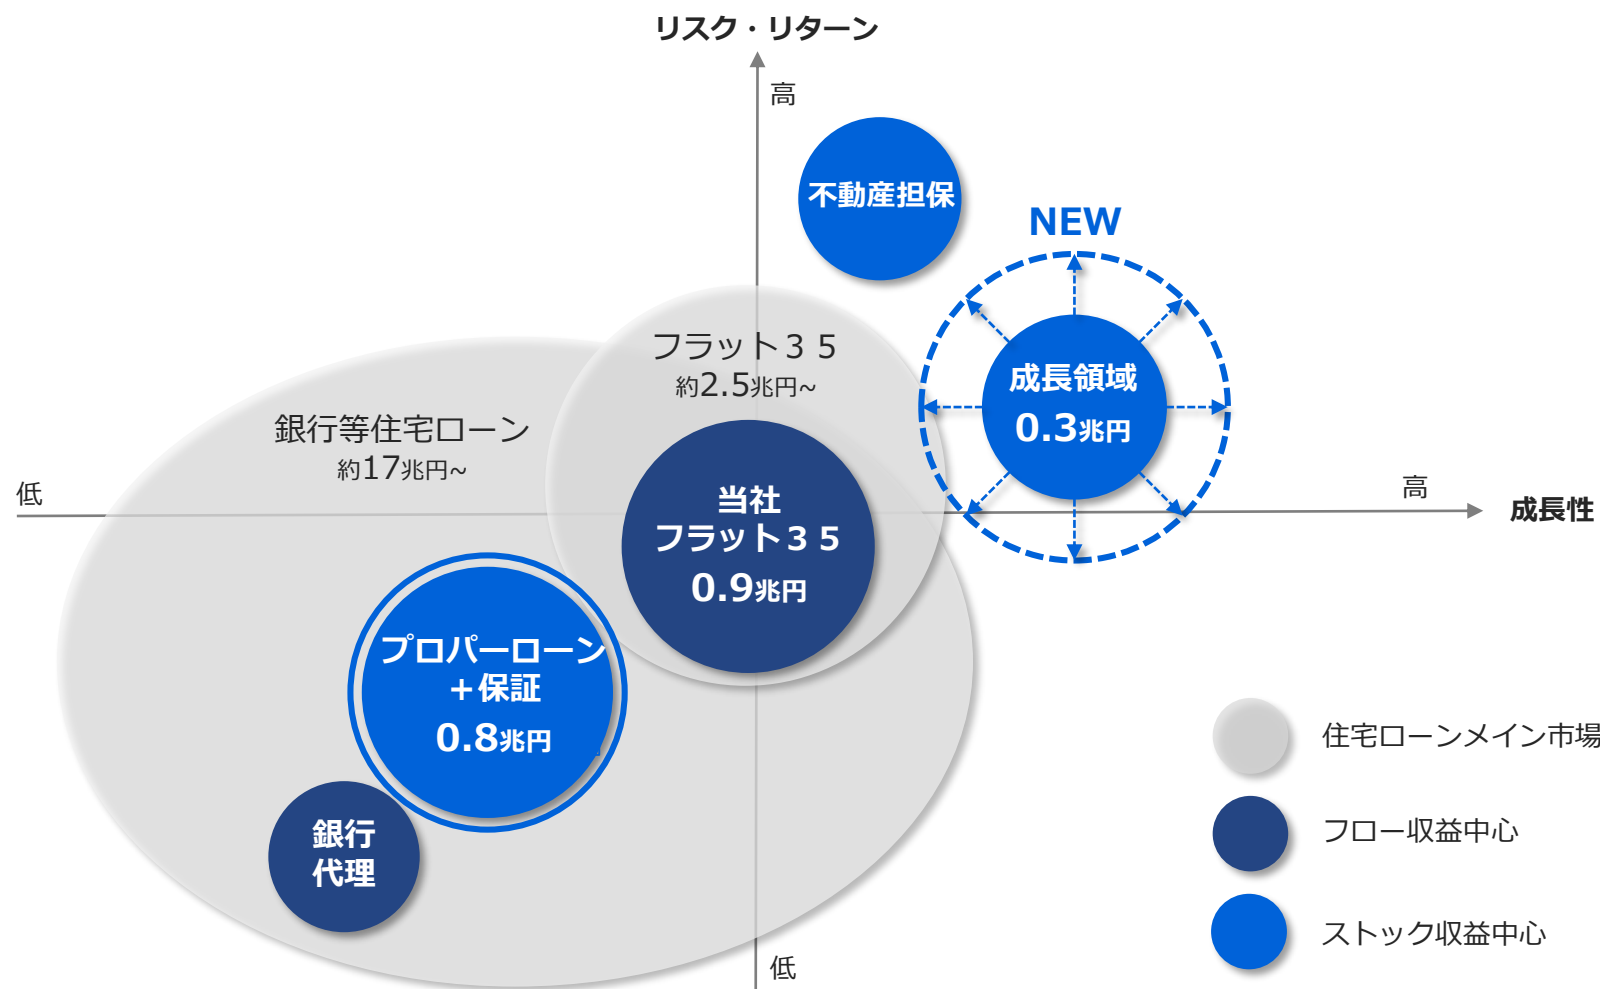 リスク・リターン
高
不動産担保
NEW
フラット３５
約2.5兆円~
成長領域
0.3兆円
銀行等住宅ローン
約17兆円~
低
高
成長性
当社
フラット３５
0.9兆円
プロパーローン
＋保証
0.8兆円
銀行
代理
低
住宅ローンメイン市場
フロー収益中心
ストック収益中心